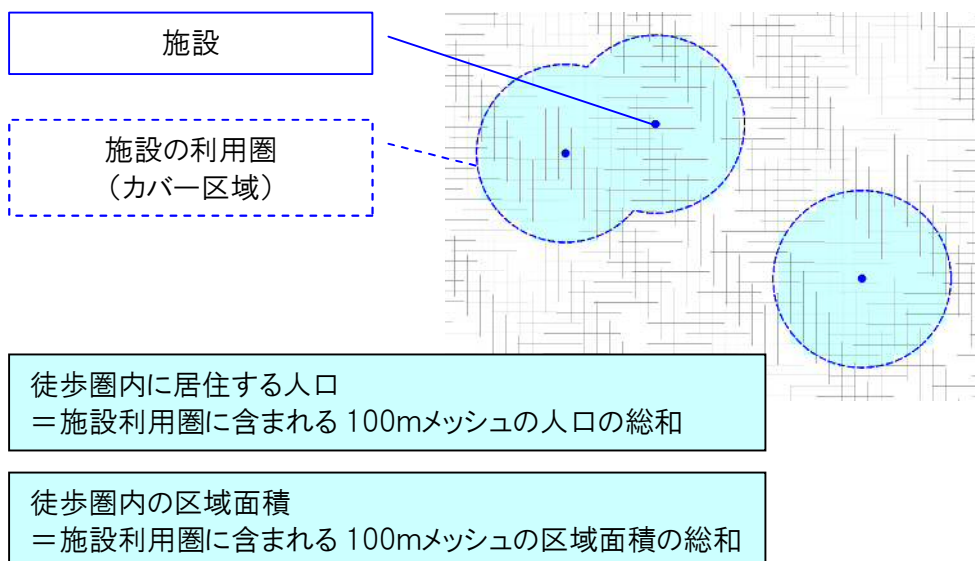 施設
施設の利用圏
（カバー区域）
徒歩圏内に居住する人口
＝施設利用圏に含まれる 100mメッシュの人口の総和
徒歩圏内の区域面積
＝施設利用圏に含まれる 100mメッシュの区域面積の総和